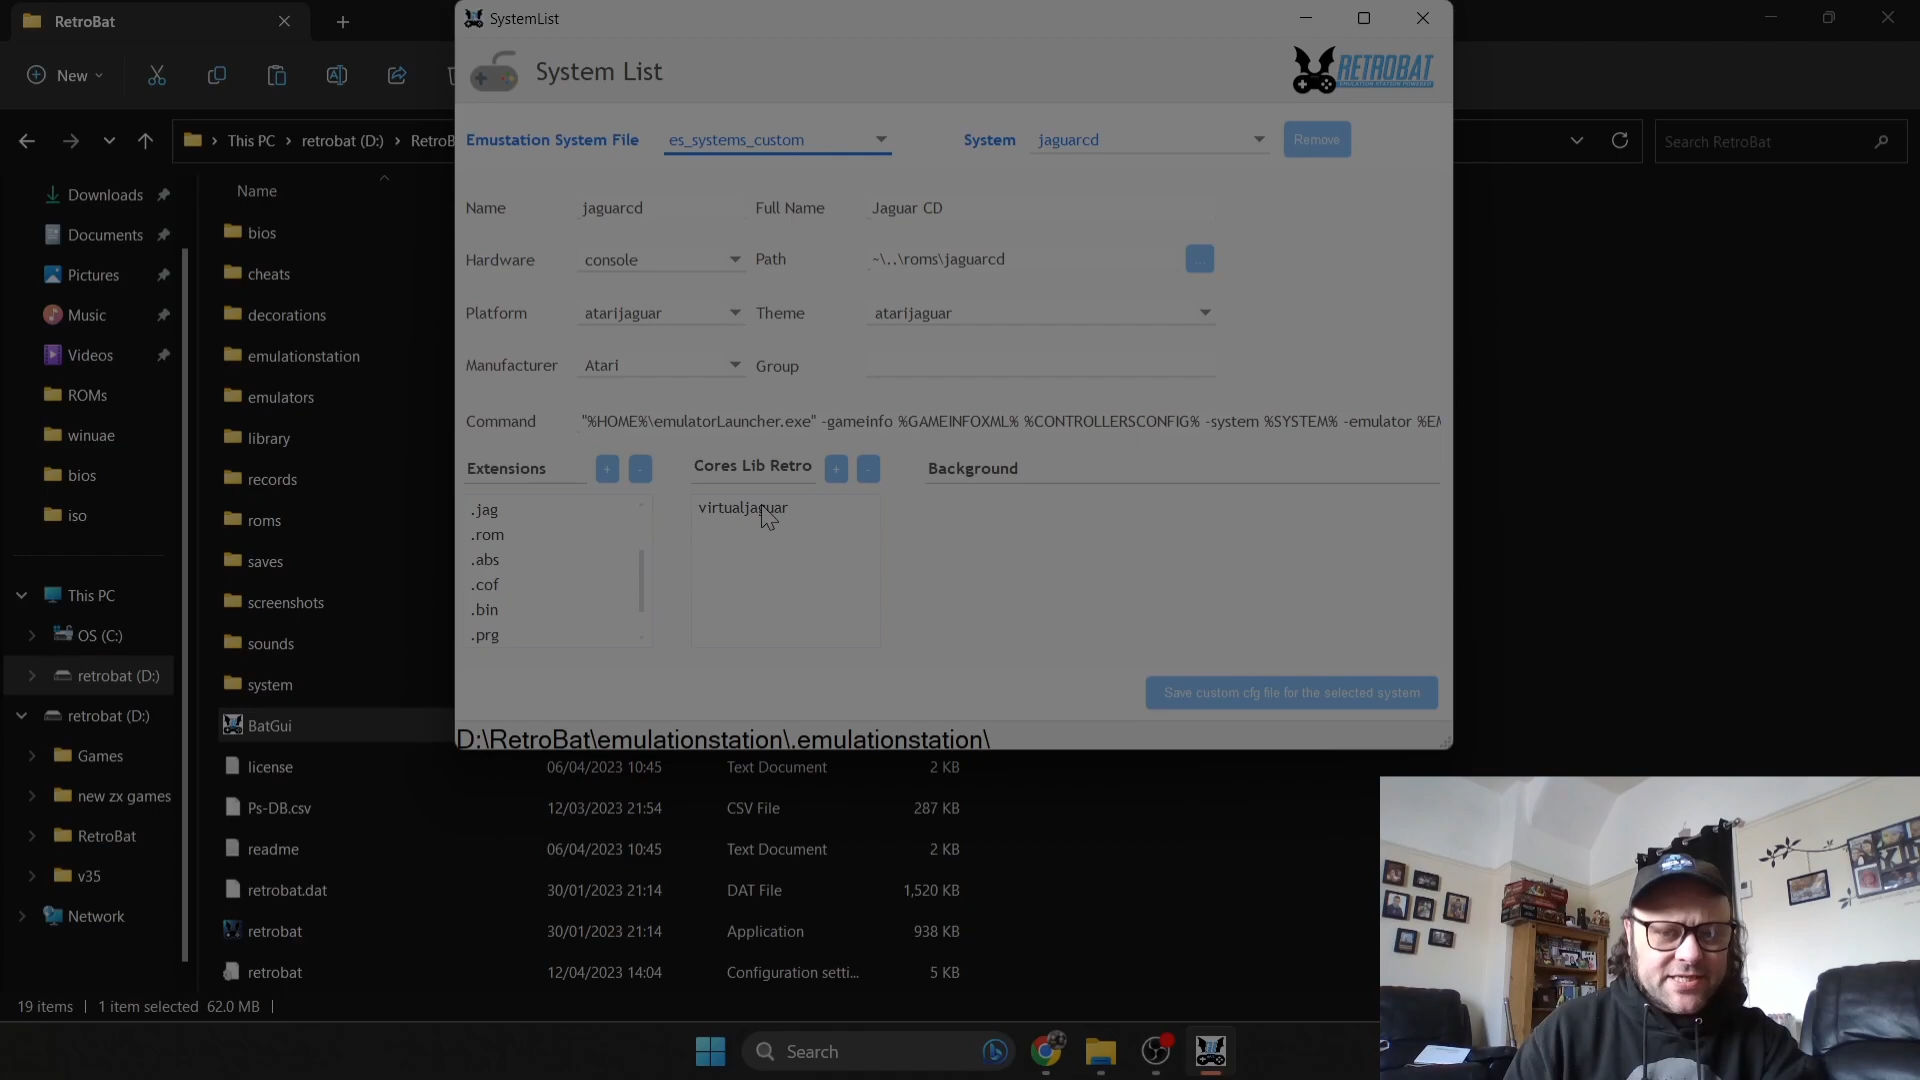 RetroBat
SystemList
New
System List
RETROBAT
EMULATION STATION POWERED
This PC
retrobat (D:)
RetroB
Search RetroBat
Emustation System File
es_systems_custom
System
jaguarcd
Remove
Name
Downloads
Documents
Pictures
Music
Videos
ROMs
winuae
bios
iso
This PC
OS (C:)
retrobat (D:)
retrobat (D:)
Games
new zx games
RetroBat
v35
Network
bios
cheats
decorations
emulationstation
emulators
library
records
roms
saves
screenshots
sounds
system
BatGui
Name
jaguarcd
Full Name
Jaguar CD
Hardware
console
Path
~\..\roms\jaguarcd
...
Platform
atarijaguar
Theme
atarijaguar
Manufacturer
Atari
Group
Command
"%HOME%\emulatorLauncher.exe" -gameinfo %GAMEINFOXML% %CONTROLLERSCONFIG% -system %SYSTEM% -emulator %EM
Extensions
+
-
Cores Lib Retro
+
-
Background
.jag
.rom
.abs
.cof
.bin
.prg
virtualjaguar
Save custom cfg file for the selected system
D:\RetroBat\emulationstation\.emulationstation\
license 06/04/2023 10:45 Text Document 2 KB
Ps-DB.csv 12/03/2023 21:54 CSV File 287 KB
readme 06/04/2023 10:45 Text Document 2 KB
retrobat.dat 30/01/2023 21:14 DAT File 1,520 KB
retrobat 30/01/2023 21:14 Application 938 KB
retrobat 12/04/2023 14:04 Configuration setti... 5 KB
19 items
1 item selected 62.0 MB
Search